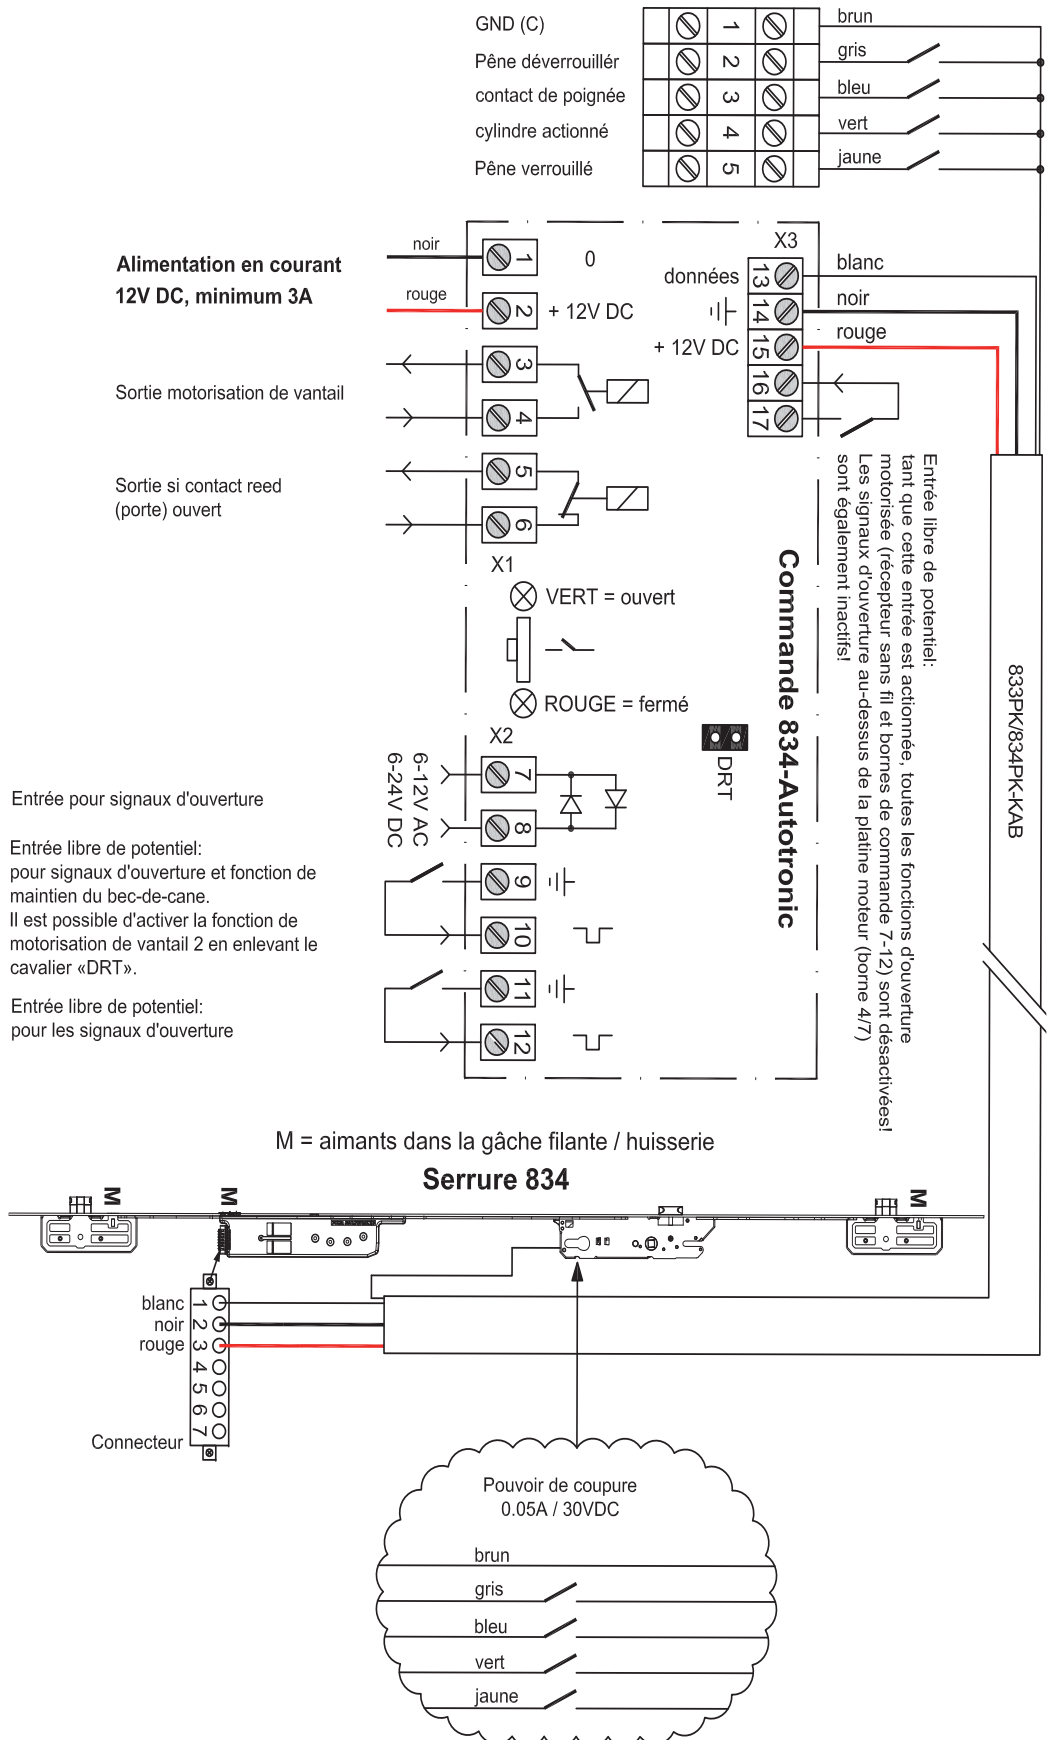 GND (C)
1
brun
Pêne déverrouillér
2
gris
contact de poignée
3
bleu
cylindre actionné
4
vert
Pêne verrouillé
5
jaune
Alimentation en courant
12V DC, minimum 3A
noir
1
0
rouge
2
+ 12V DC
Sortie motorisation de vantail
3
4
Sortie si contact reed
(porte) ouvert
5
6
X1
X3
données
13
blanc
14
noir
+ 12V DC
15
rouge
16
17
Entrée libre de potentiel:
tant que cette entrée est actionnée, toutes les fonctions d'ouverture
motorisée (récepteur sans fil et bornes de commande 7-12) sont désactivées!
Les signaux d'ouverture au-dessus de la platine moteur (borne 4/7)
sont également inactifs!
833PK/834PK-KAB
Commande 834-Autotronic
VERT = ouvert
ROUGE = fermé
DRT
X2
6-12V AC
6-24V DC
7
8
9
10
11
12
Entrée pour signaux d'ouverture
Entrée libre de potentiel:
pour signaux d'ouverture et fonction de
maintien du bec-de-cane.
Il est possible d'activer la fonction de
motorisation de vantail 2 en enlevant le
cavalier «DRT».
Entrée libre de potentiel:
pour les signaux d'ouverture
M = aimants dans la gâche filante / huisserie
Serrure 834
M
M
M
blanc
1
noir
2
rouge
3
4
5
6
7
Connecteur
Pouvoir de coupure
0.05A / 30VDC
brun
gris
bleu
vert
jaune